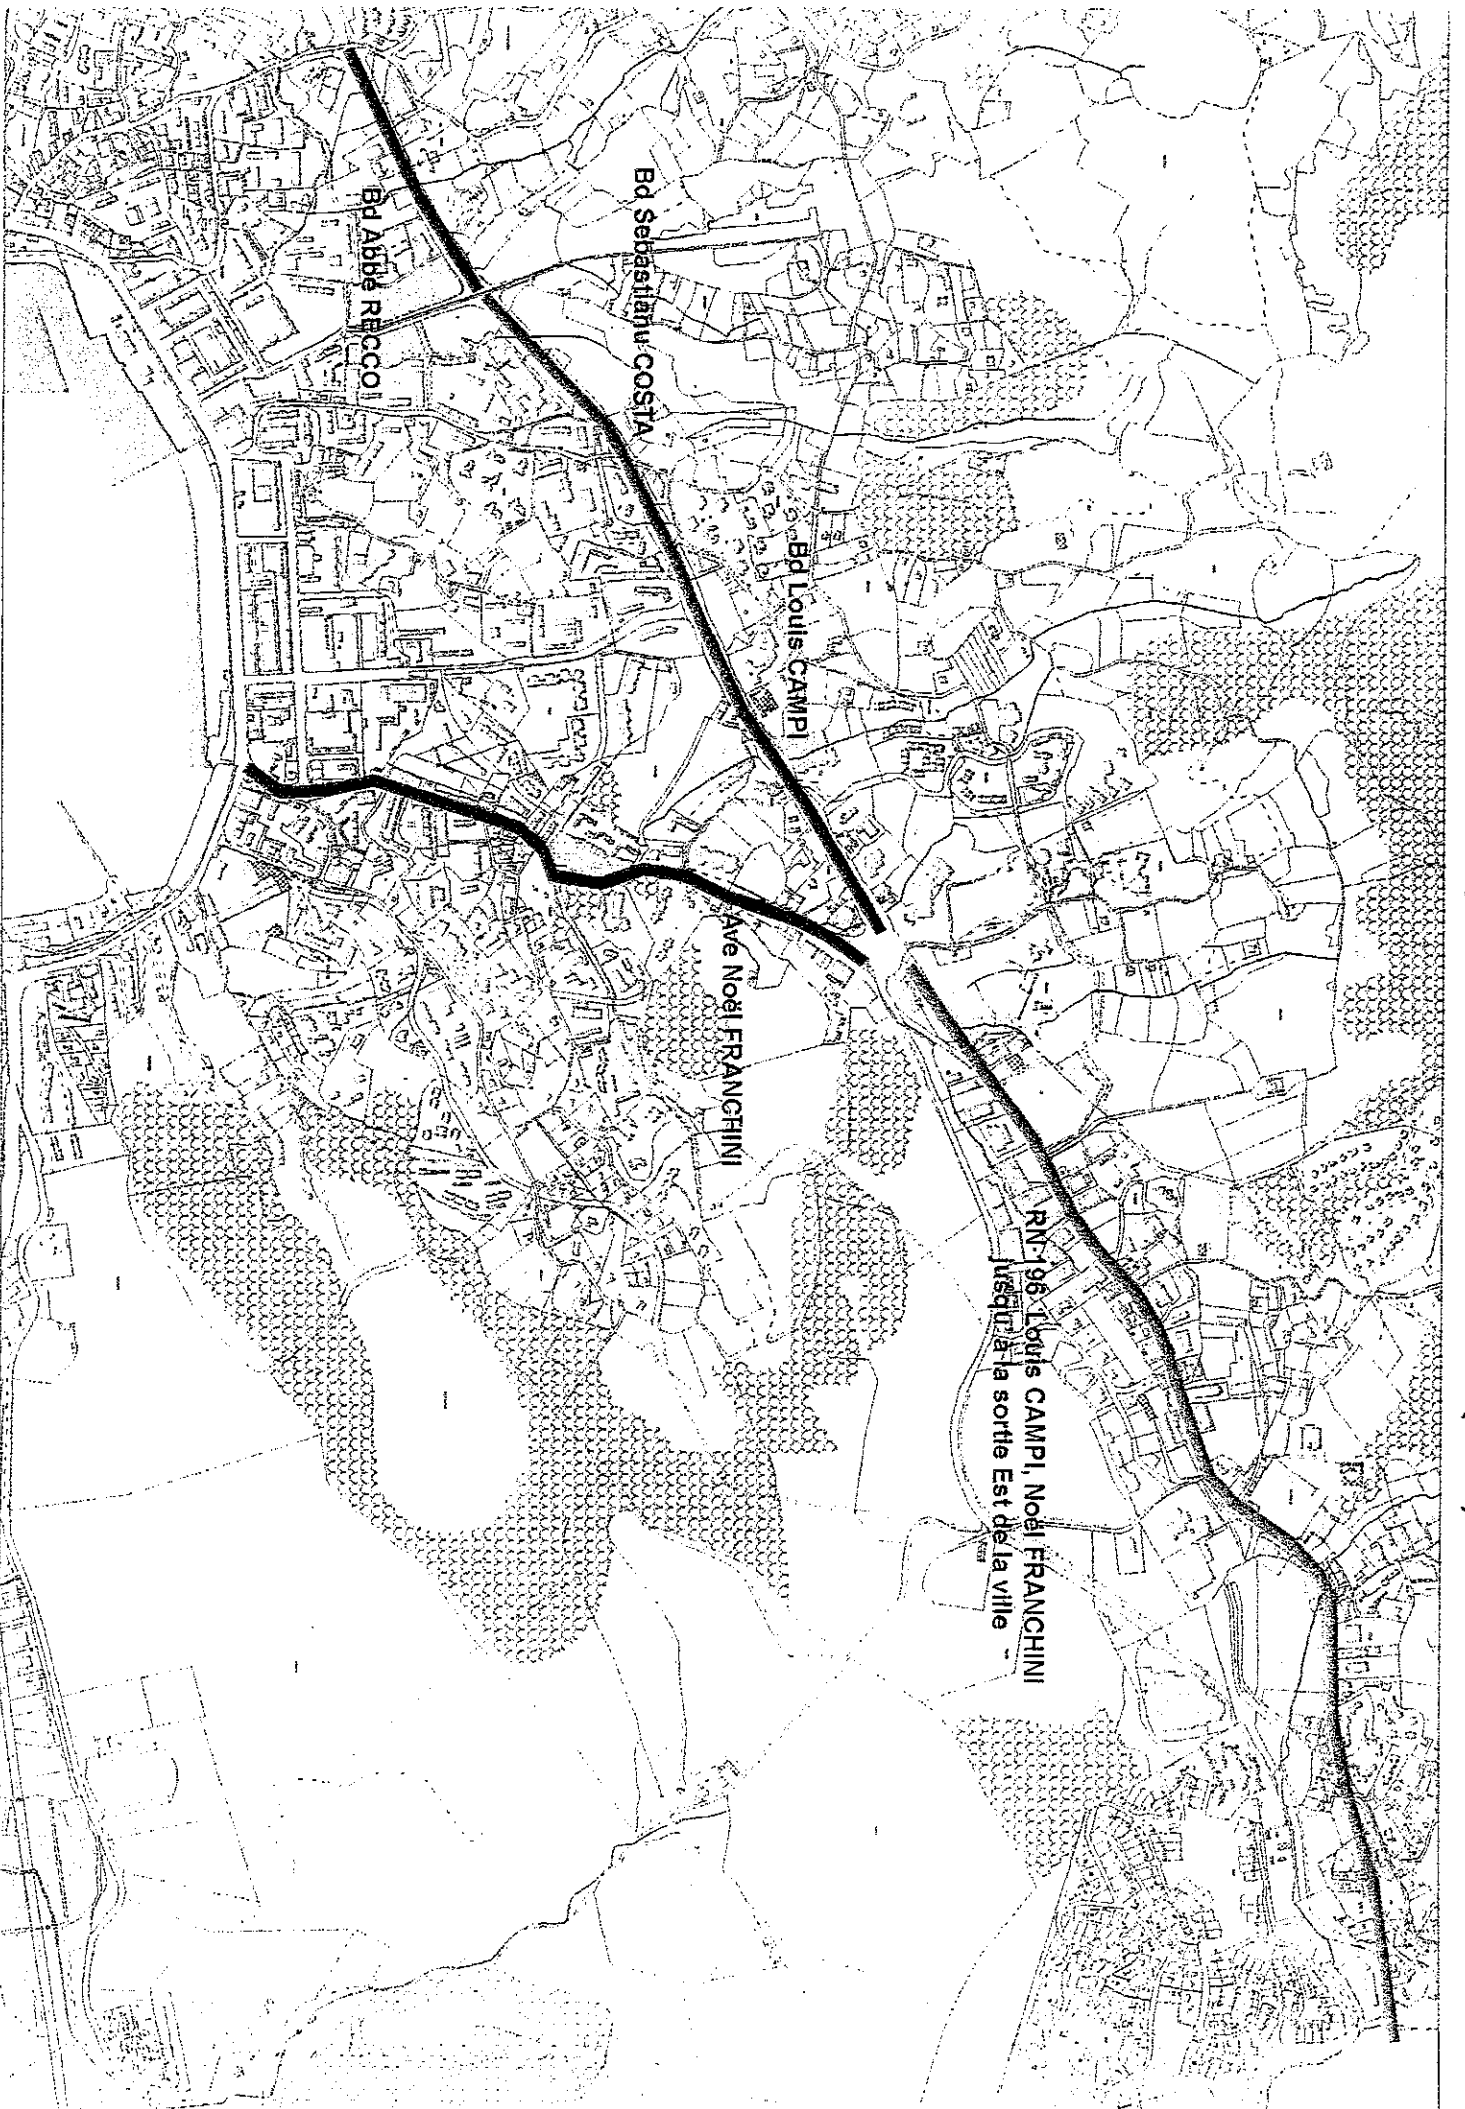 Bd Sebastianu COSTA
Bd Abbé RECCO
Bd Louis CAMPI
Ave Noël FRANCHINI
RN 196 Louis CAMPI, Noël FRANCHINI
jusqu'à la sortie Est de la ville